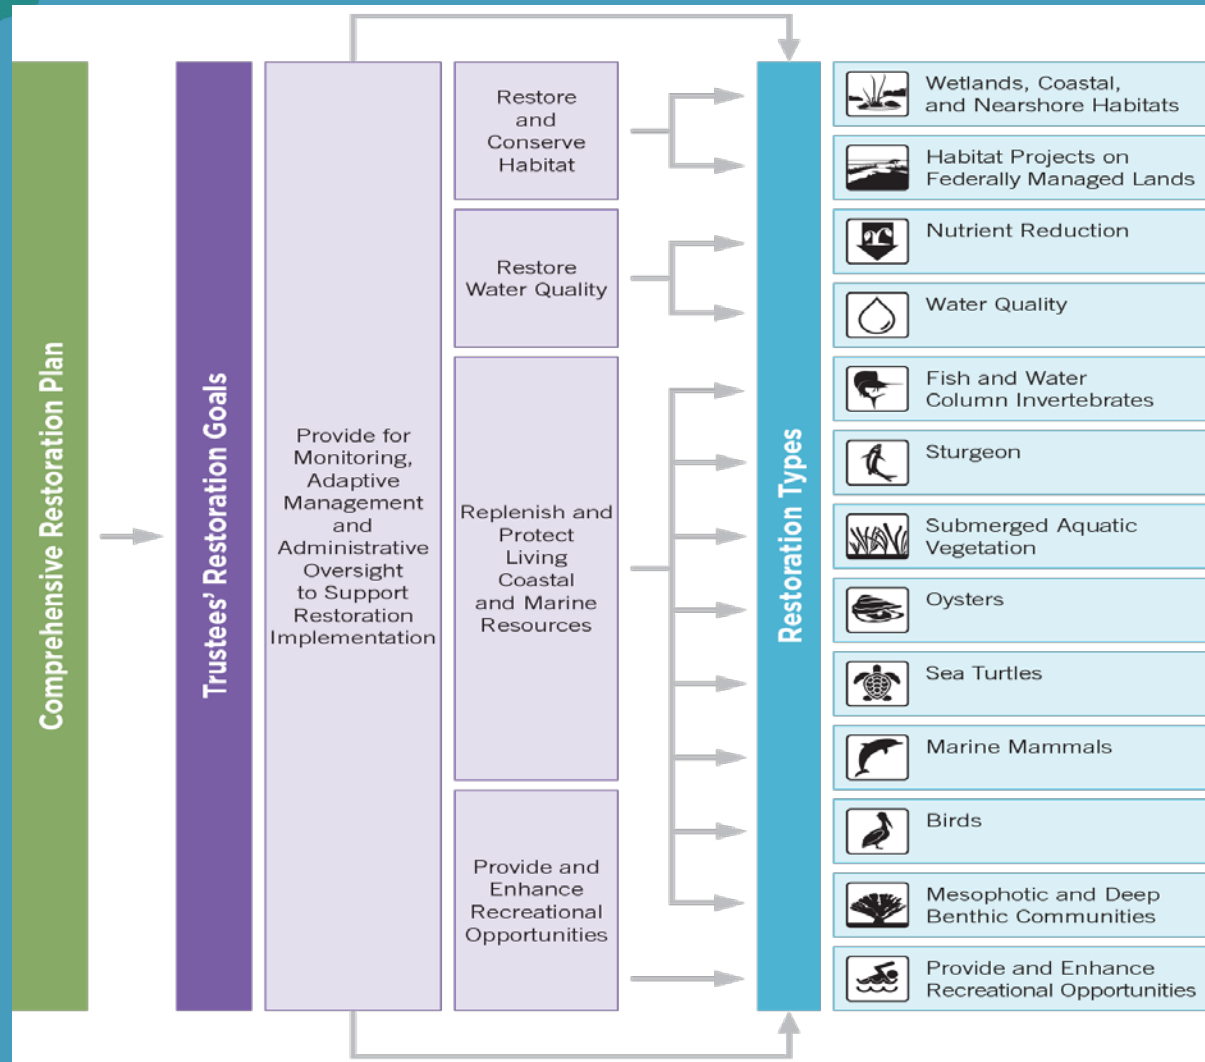 Comprehensive Restoration Plan
Trustees’ Restoration Goals
Provide for
Monitoring,
Adaptive
Management
and
Administrative
Oversight
to Support
Restoration
Implementation
Restore
and
Conserve
Habitat
Restore
Water Quality
Replenish and
Protect
Living
Coastal
and Marine
Resources
Provide and
Enhance
Recreational
Opportunities
Restoration Types
Wetlands, Coastal,
and Nearshore Habitats
Habitat Projects on
Federally Managed Lands
Nutrient Reduction
Water Quality
Fish and Water
Column Invertebrates
Sturgeon
Submerged Aquatic
Vegetation
Oysters
Sea Turtles
Marine Mammals
Birds
Mesophotic and Deep
Benthic Communities
Provide and Enhance
Recreational Opportunities